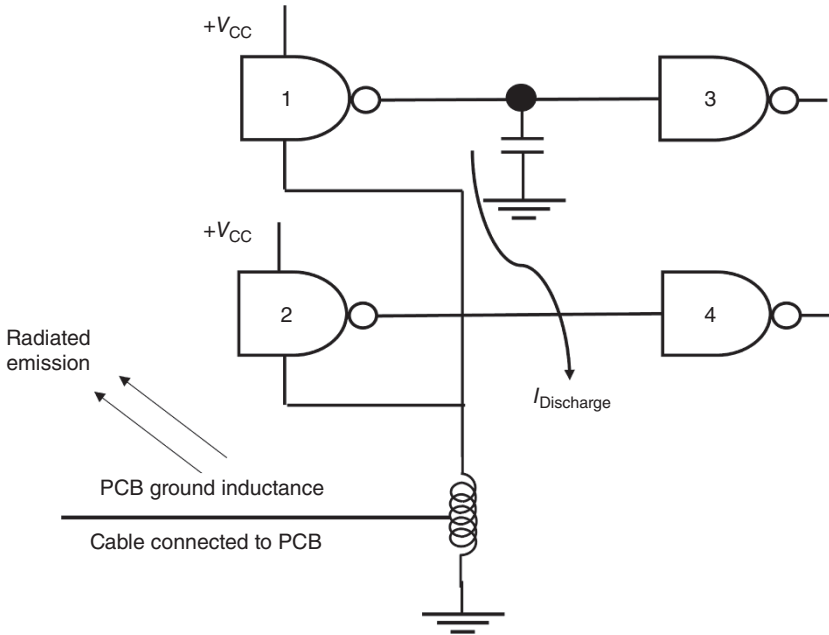 +VCC
1
3
+VCC
2
4
Radiated
emission
IDischarge
PCB ground inductance
Cable connected to PCB